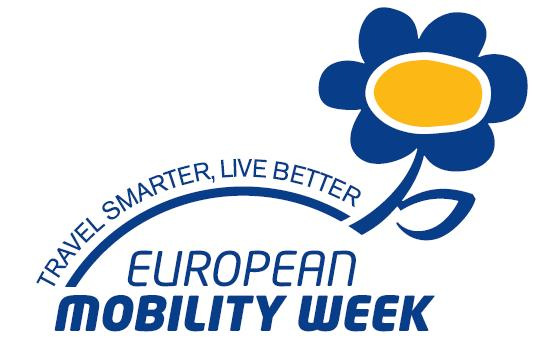 TRAVEL SMARTER, LIVE BETTER
EUROPEAN
MOBILITY WEEK